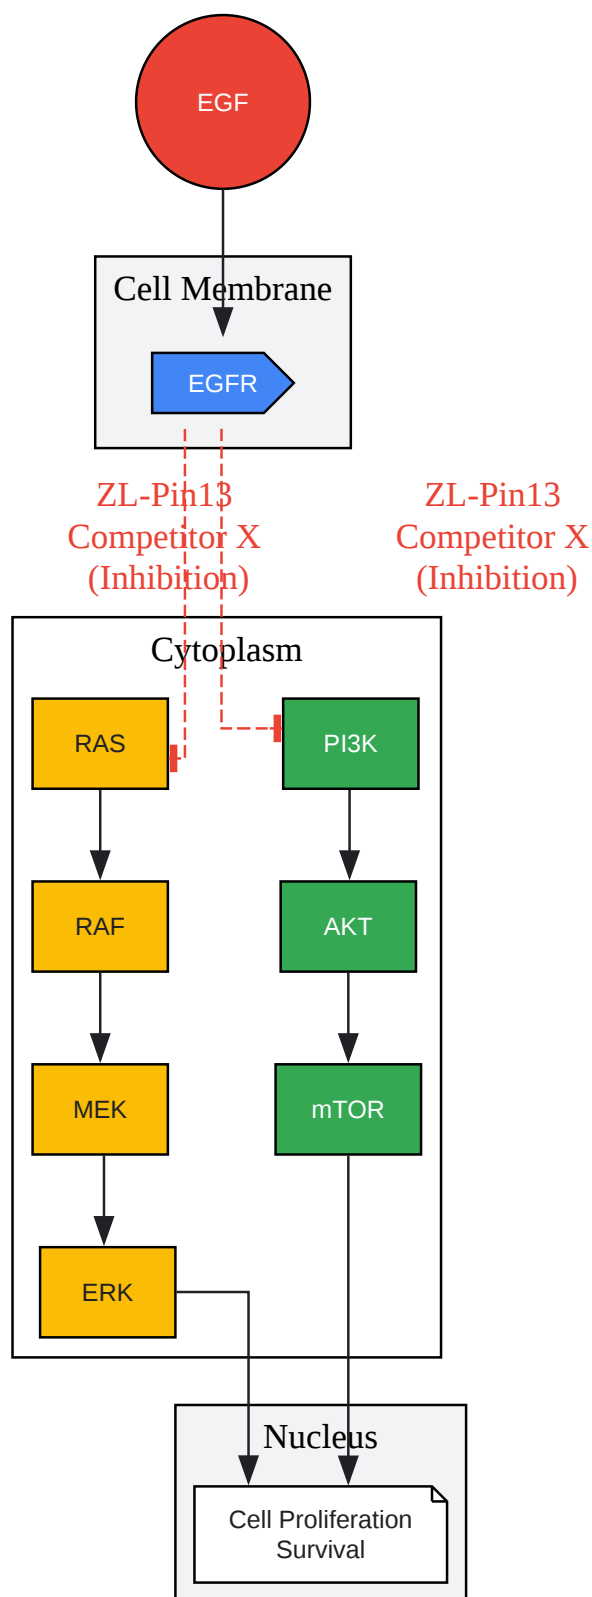 EGF
Cell Membrane
EGFR
ZL-Pin13
Competitor X
(Inhibition)
ZL-Pin13
Competitor X
(Inhibition)
Cytoplasm
RAS
PI3K
RAF
AKT
MEK
mTOR
ERK
Nucleus
Cell Proliferation
Survival